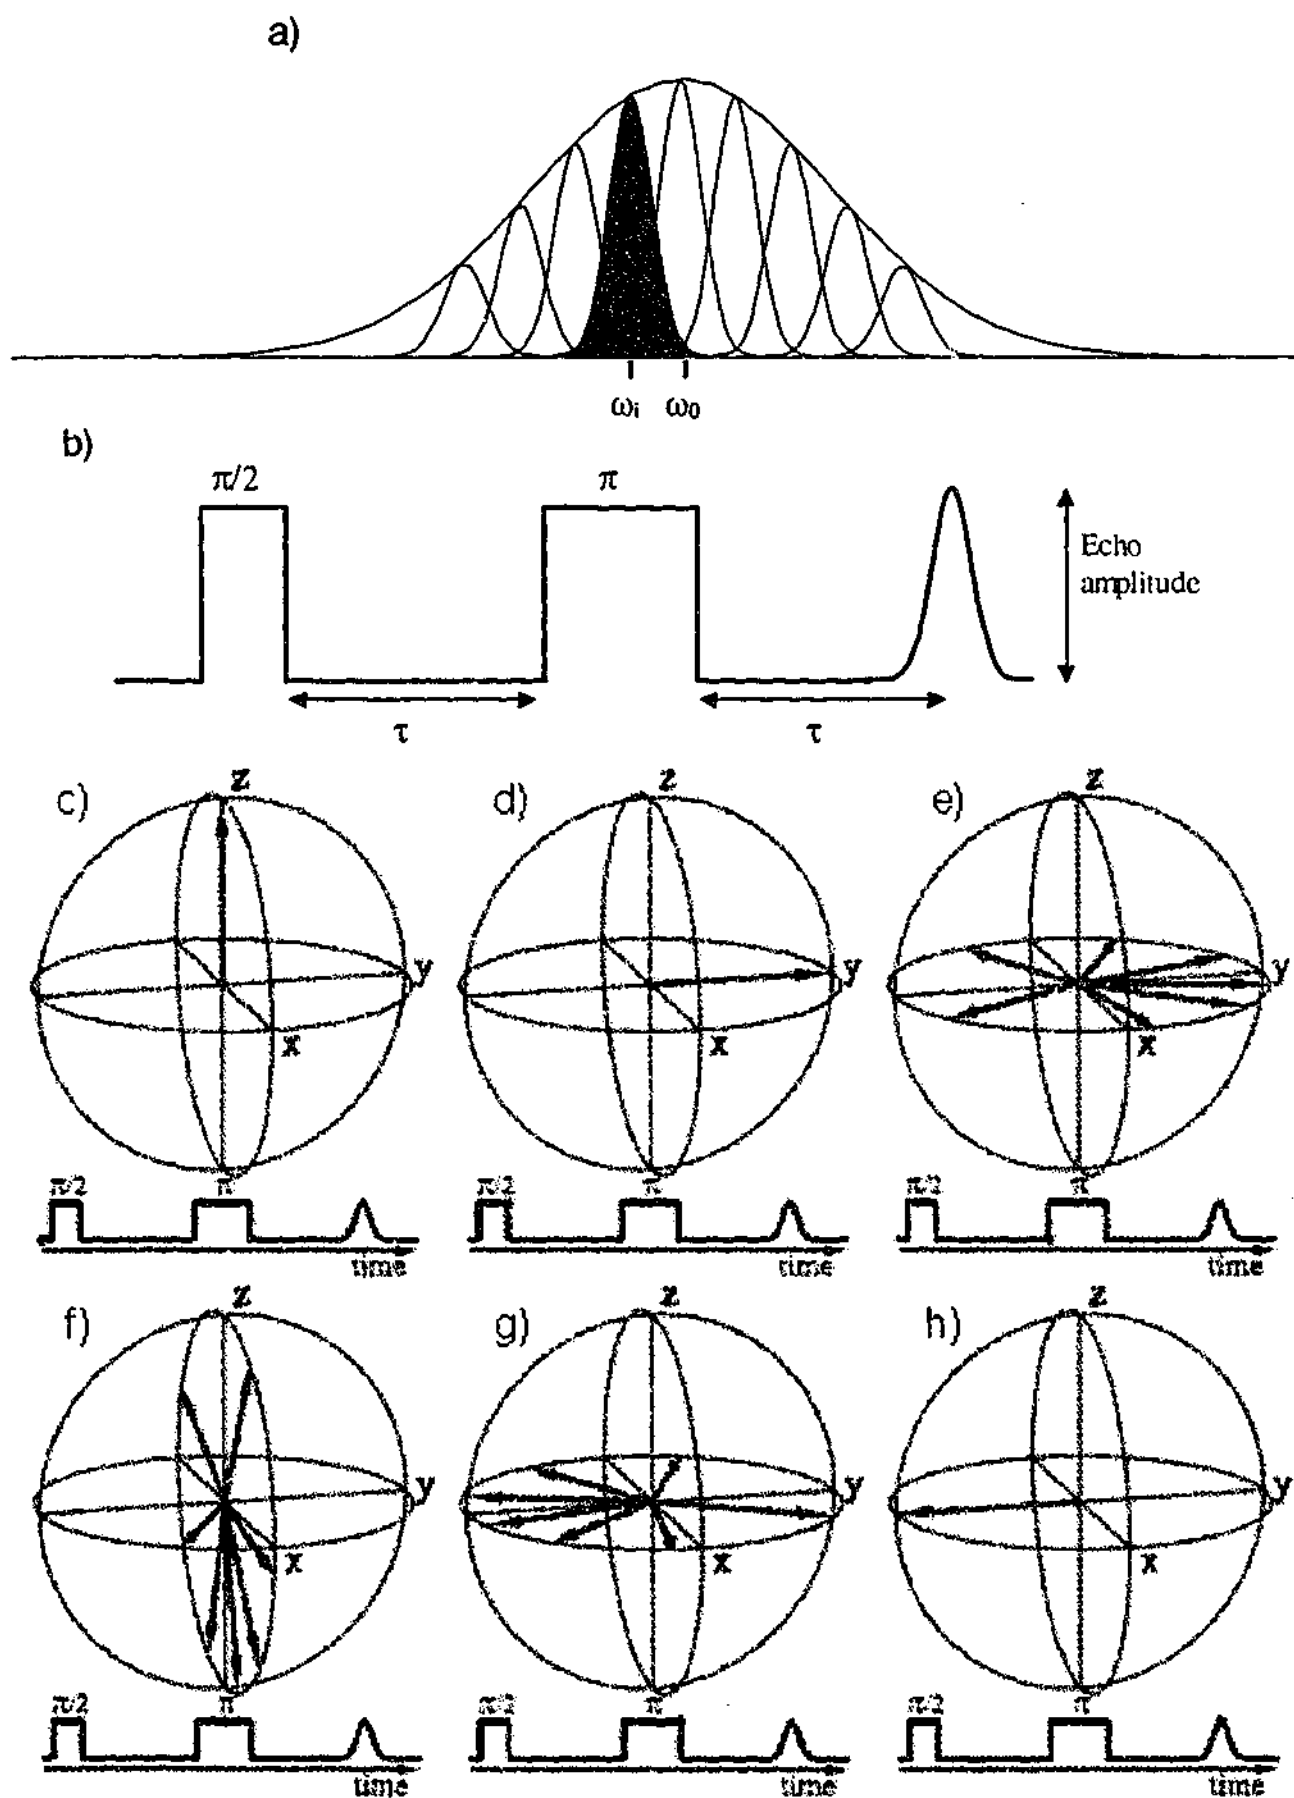 a)
ωi ω0
b)
π/2 π
Echo
amplitude
τ τ
c) z d) z e) z
y y y
x x x
π/2 π π/2 π π/2 π
time time time
f) z g) z h) z
y y y
x x x
π/2 π π/2 π π/2 π
time time time